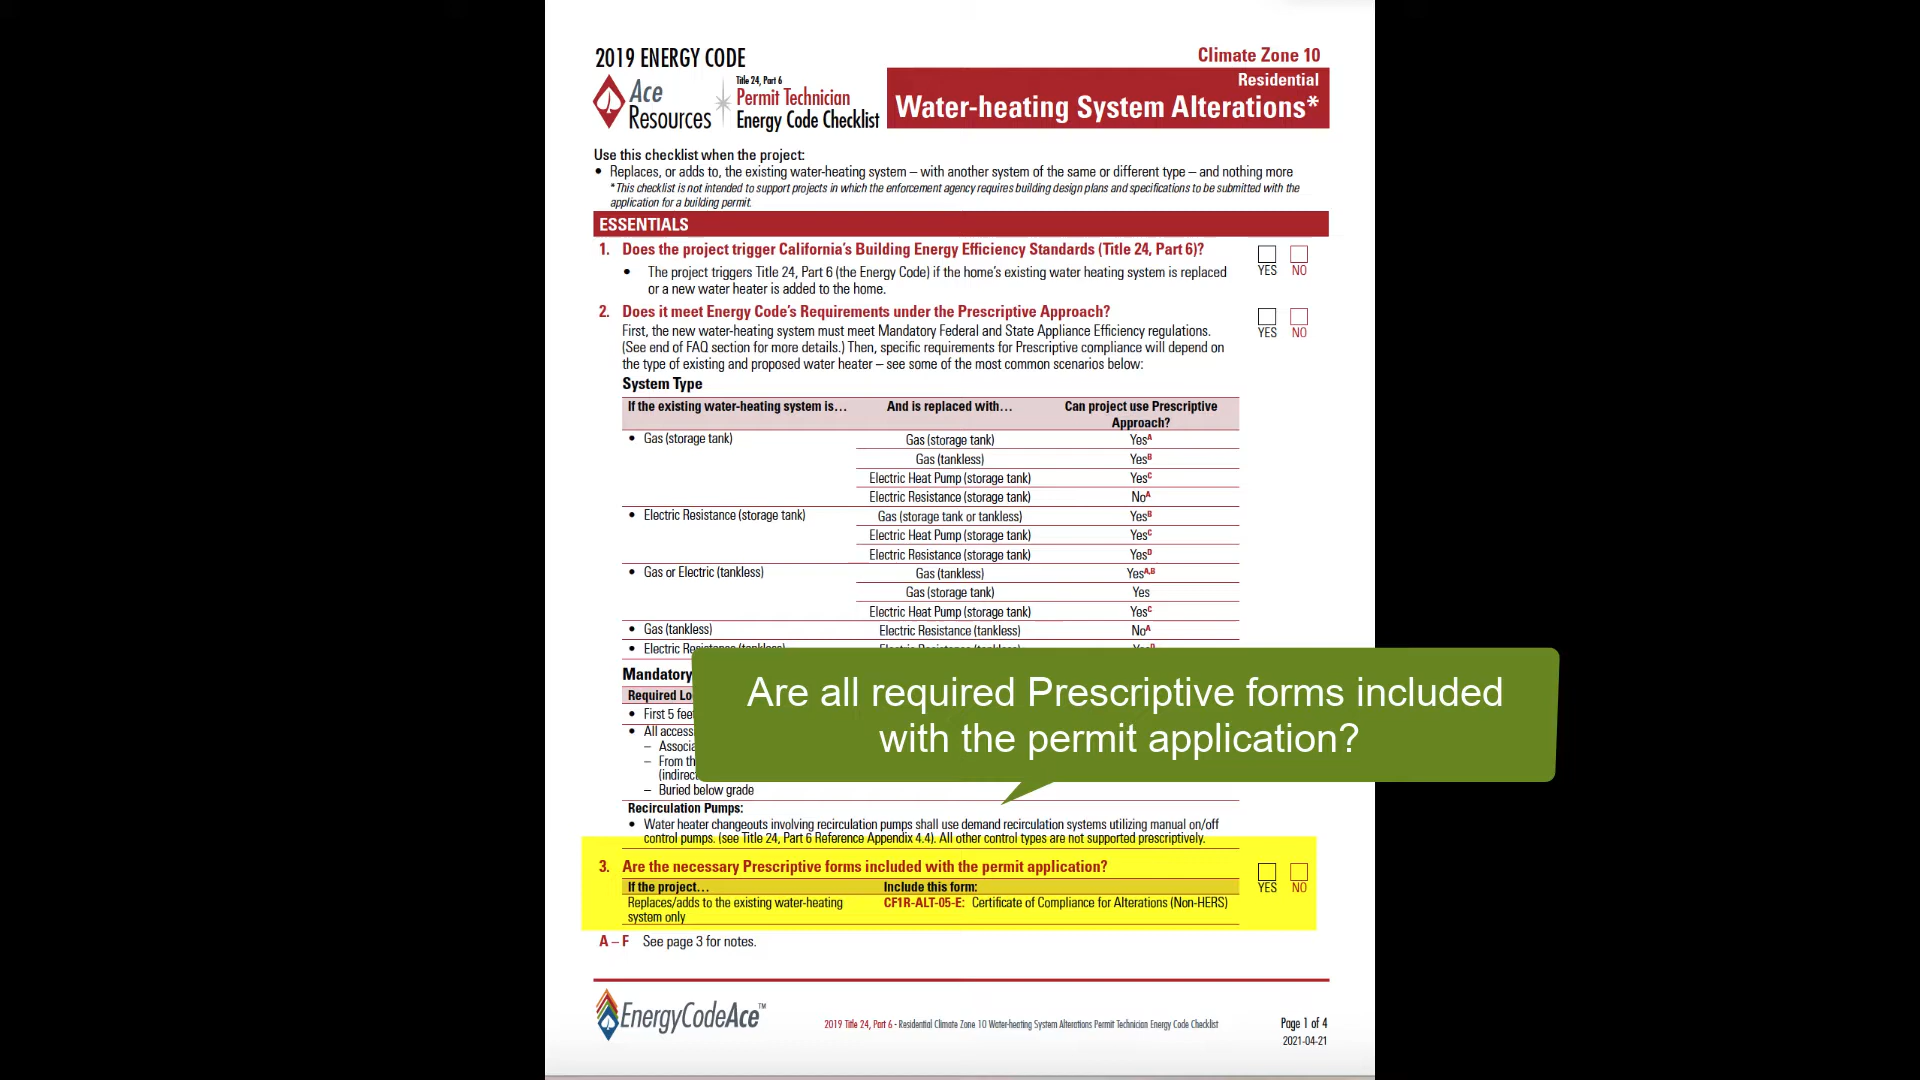 2019 ENERGY CODE
Climate Zone 10
Ace
Resources
Title 24, Part 6
Permit Technician
Energy Code Checklist
Residential
Water-heating System Alterations*
Use this checklist when the project:
• Replaces, or adds to, the existing water-heating system – with another system of the same or different type – and nothing more
*This checklist is not intended to support projects in which the enforcement agency requires building design plans and specifications to be submitted with the
application for a building permit.
ESSENTIALS
1. Does the project trigger California's Building Energy Efficiency Standards (Title 24, Part 6)?
YES NO
• The project triggers Title 24, Part 6 (the Energy Code) if the home's existing water heating system is replaced
or a new water heater is added to the home.
2. Does it meet Energy Code's Requirements under the Prescriptive Approach?
YES NO
First, the new water-heating system must meet Mandatory Federal and State Appliance Efficiency regulations.
(See end of FAQ section for more details.) Then, specific requirements for Prescriptive compliance will depend on
the type of existing and proposed water heater – see some of the most common scenarios below:
System Type
If the existing water-heating system is… And is replaced with… Can project use Prescriptive
Approach?
• Gas (storage tank) Gas (storage tank) YesA
Gas (tankless) YesB
Electric Heat Pump (storage tank) YesC
Electric Resistance (storage tank) NoA
• Electric Resistance (storage tank) Gas (storage tank or tankless) YesB
Electric Heat Pump (storage tank) YesC
Electric Resistance (storage tank) YesD
• Gas or Electric (tankless) Gas (tankless) YesA,B
Gas (storage tank) Yes
Electric Heat Pump (storage tank) YesC
• Gas (tankless) Electric Resistance (tankless) NoA
• Electric
Mandatory
Required
• First 5
• All
–
– From
– Buried below grade
Are all required Prescriptive forms included
with the permit application?
Recirculation Pumps:
• Water heater changeouts involving recirculation pumps shall use demand recirculation systems utilizing manual on/off
control pumps. (see Title 24, Part 6 Reference Appendix 4.4). All other control types are not supported prescriptively.
3. Are the necessary Prescriptive forms included with the permit application?
YES NO
If the project… Include this form:
Replaces/adds to the existing water-heating CF1R-ALT-05-E: Certificate of Compliance for Alterations (Non-HERS)
system only
A – F See page 3 for notes.
EnergyCodeAce™
2019 Title 24, Part 6 - Residential Climate Zone 10 Water-heating System Alterations Permit Technician Energy Code Checklist
Page 1 of 4
2021-04-21